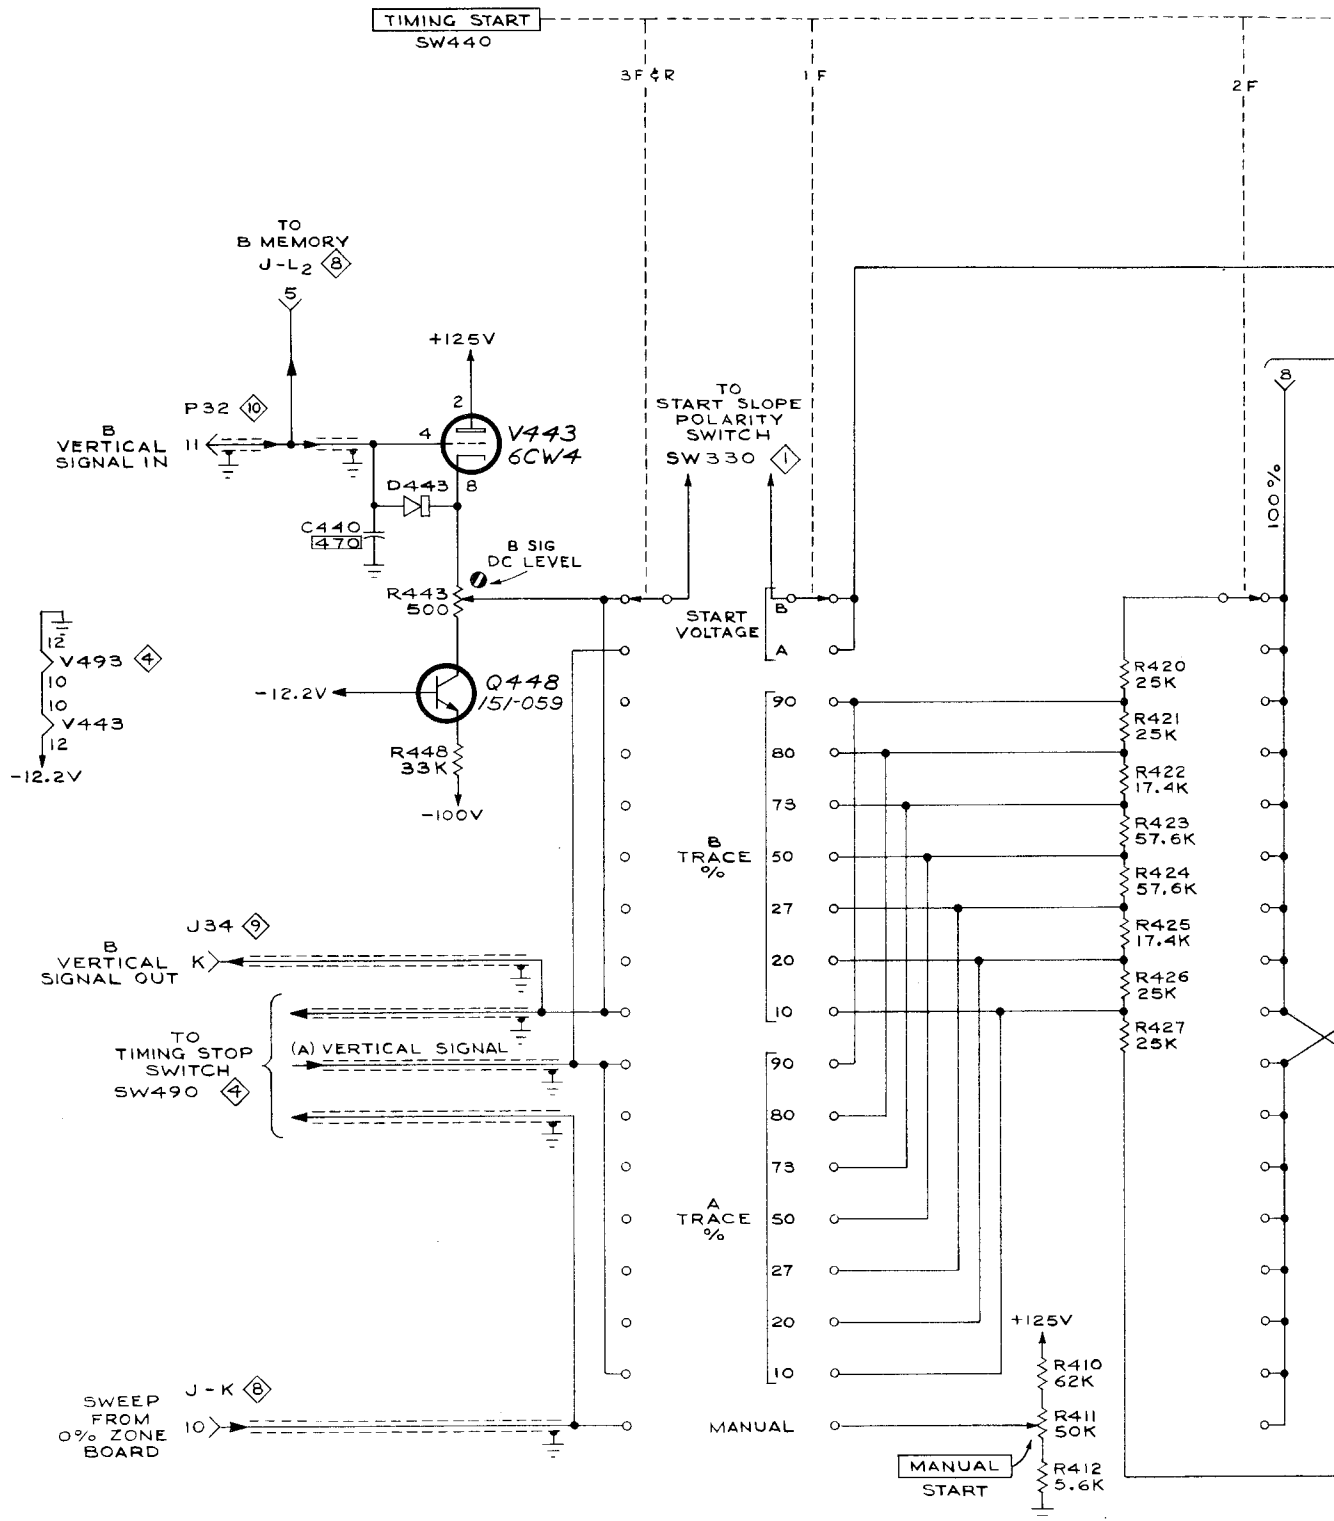 TIMING START
SW440
3F & R
1F
2F
TO
B MEMORY
J-L2 8
5
+125V
P32 10
2
B
VERTICAL
SIGNAL IN
11
4
V443
6CW4
8
D443
C440
470
B SIG
DC LEVEL
R443
500
TO
START SLOPE
POLARITY
SWITCH
SW330 1
8
100%
START
VOLTAGE
B
A
12
V493 4
10
10
V443
12
-12.2V
-12.2V
Q448
151-059
R448
33K
-100V
B
TRACE
%
90
80
73
50
27
20
10
R420
25K
R421
25K
R422
17.4K
R423
57.6K
R424
57.6K
R425
17.4K
R426
25K
R427
25K
J34 9
B
VERTICAL
SIGNAL OUT
K
TO
TIMING STOP
SWITCH
SW490 4
(A) VERTICAL SIGNAL
A
TRACE
%
90
80
73
50
27
20
10
+125V
R410
62K
R411
50K
R412
5.6K
MANUAL
MANUAL
START
J-K 8
SWEEP
FROM
0% ZONE
BOARD
10